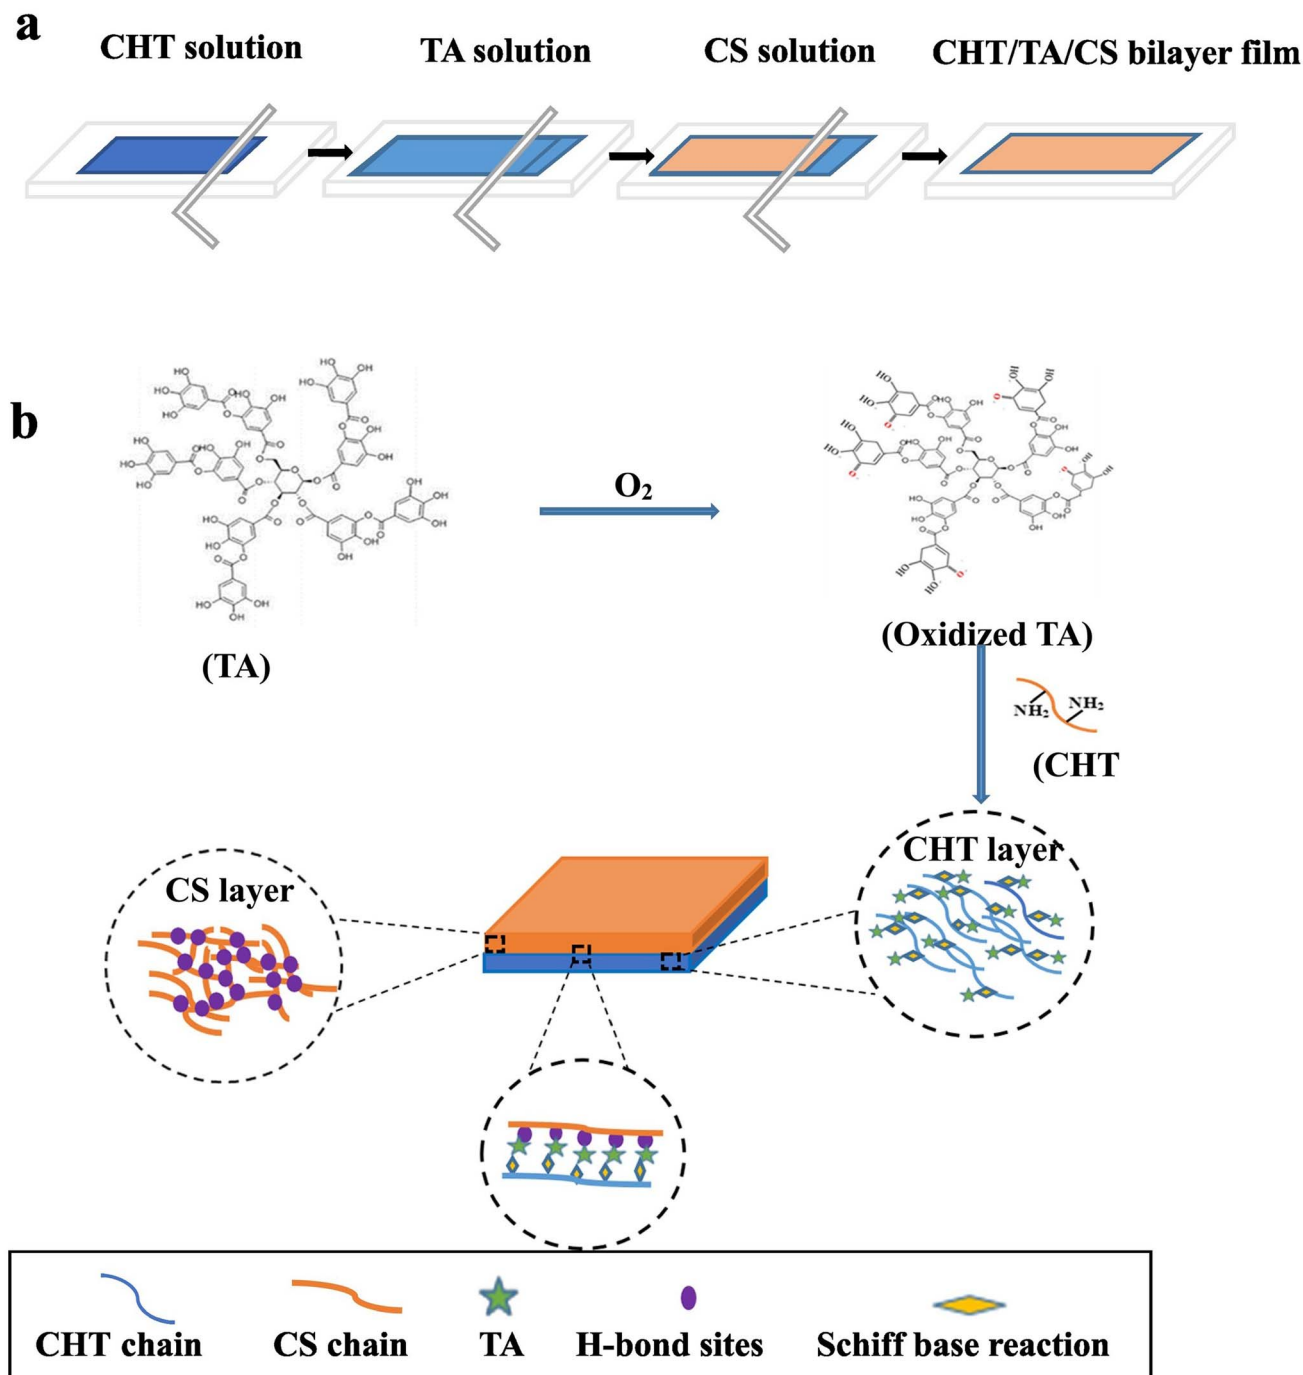 a
CHT solution
TA solution
CS solution
CHT/TA/CS bilayer film
b
O₂
(TA)
(Oxidized TA)
NH₂
NH₂
(CHT
CHT layer
CS layer
CHT chain
CS chain
TA
H-bond sites
Schiff base reaction